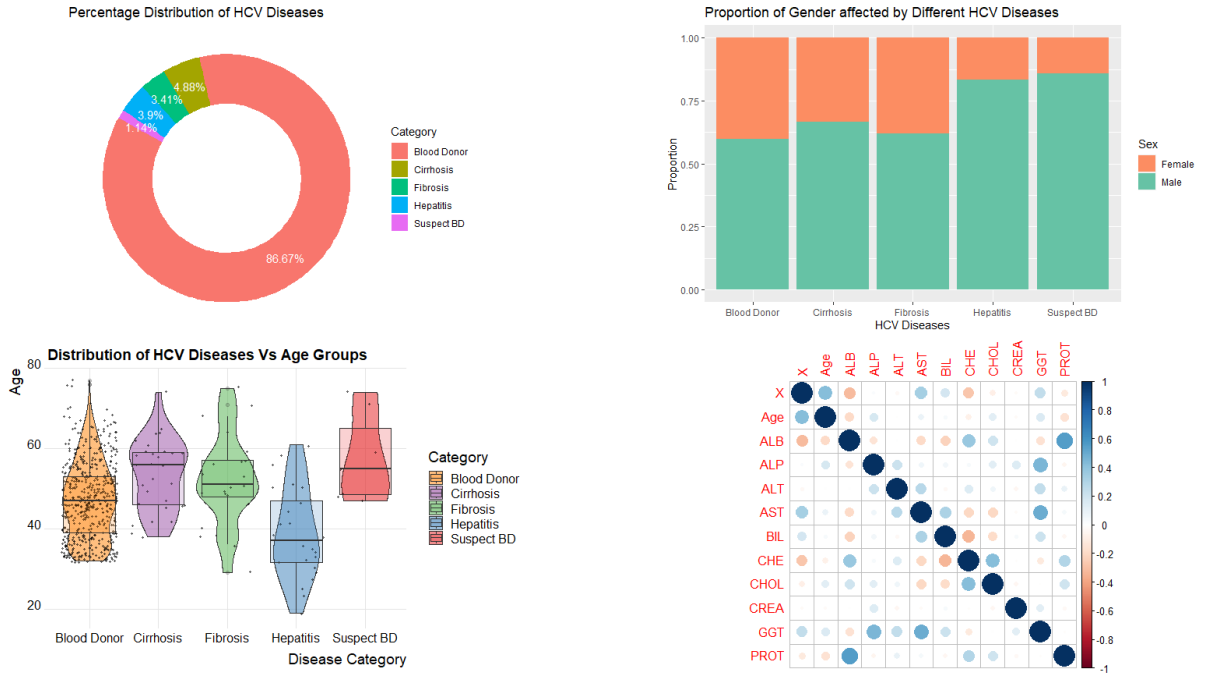 Percentage Distribution of HCV Diseases
4.88%
3.41%
3.9%
1.14%
86.67%
Category
Blood Donor
Cirrhosis
Fibrosis
Hepatitis
Suspect BD
Proportion of Gender affected by Different HCV Diseases
Proportion
1.00
0.75
0.50
0.25
0.00
Blood Donor
Cirrhosis
Fibrosis
Hepatitis
Suspect BD
HCV Diseases
Sex
Female
Male
Distribution of HCV Diseases Vs Age Groups
Age
80
60
40
20
Blood Donor
Cirrhosis
Fibrosis
Hepatitis
Suspect BD
Disease Category
Category
Blood Donor
Cirrhosis
Fibrosis
Hepatitis
Suspect BD
X
Age
ALB
ALP
ALT
AST
BIL
CHE
CHOL
CREA
GGT
PROT
X
Age
ALB
ALP
ALT
AST
BIL
CHE
CHOL
CREA
GGT
PROT
1
0.8
0.6
0.4
0.2
0
-0.2
-0.4
-0.6
-0.8
-1